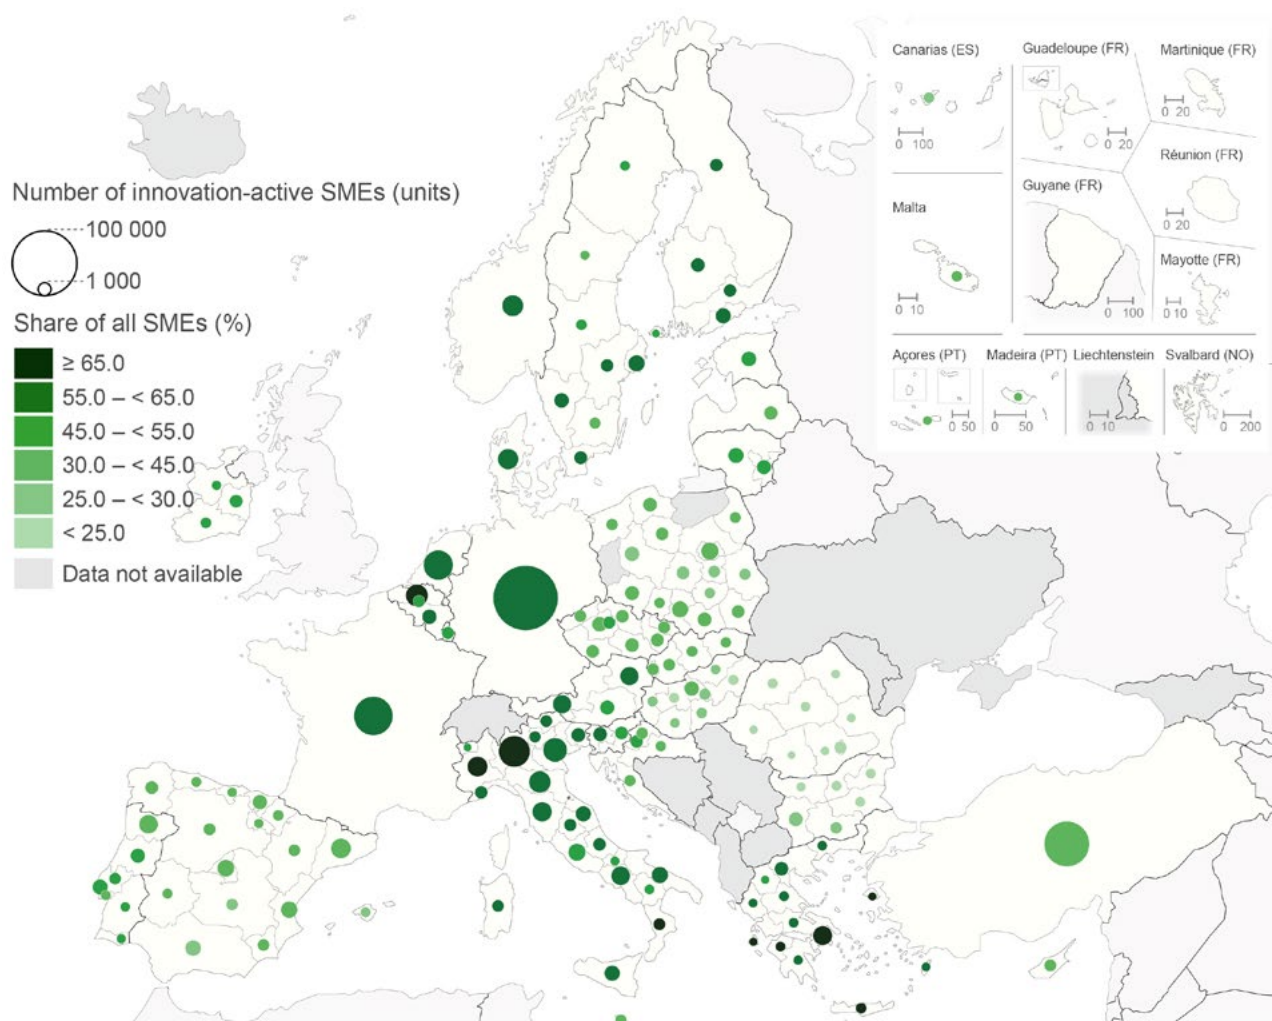 Number of innovation-active SMEs (units)
100 000
1 000
Share of all SMEs (%)
≥ 65.0
55.0 – < 65.0
45.0 – < 55.0
30.0 – < 45.0
25.0 – < 30.0
< 25.0
Data not available
Canarias (ES)
0 100
Guadeloupe (FR)
0 20
Martinique (FR)
0 20
Réunion (FR)
0 20
Guyane (FR)
0 100
Mayotte (FR)
0 10
Malta
0 10
Açores (PT)
0 50
Madeira (PT)
0 50
Liechtenstein
0 10
Svalbard (NO)
0 200